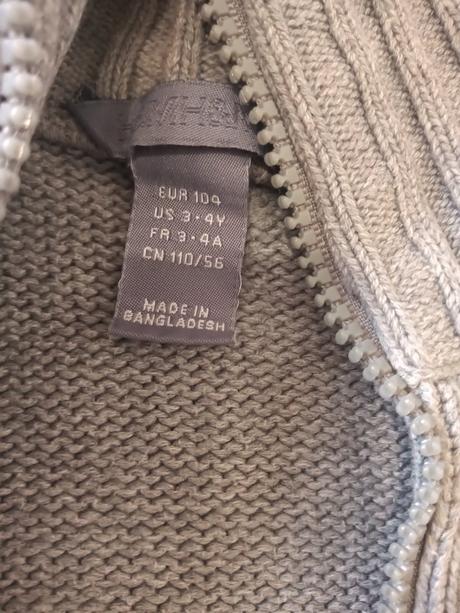 EUR 104
US 3•4Y
FR 3•4A
CN 110/56
MADE IN
BANGLADESH